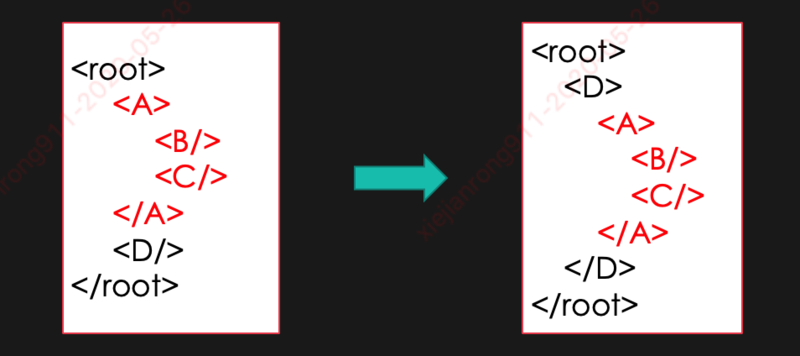 <root>
<A>
<B/>
<C/>
</A>
<D/>
</root>
<root>
<D>
<A>
<B/>
<C/>
</A>
</D>
</root>